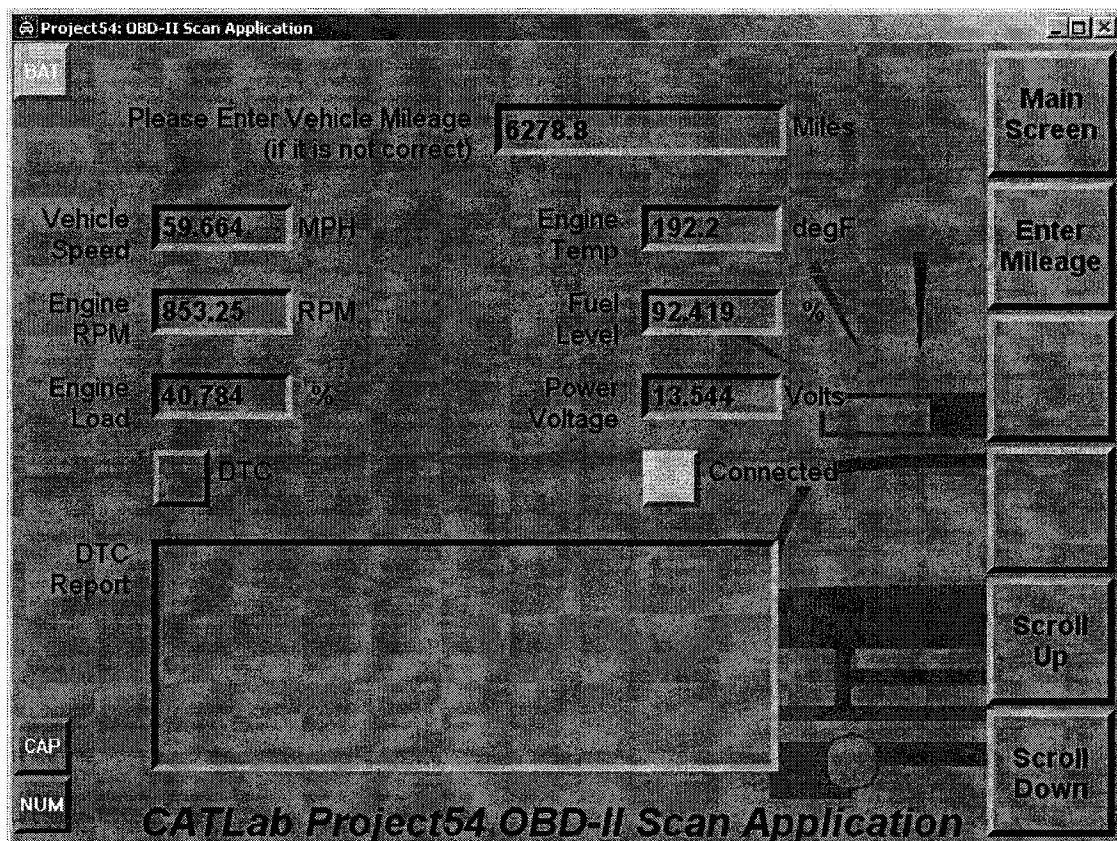 Project54: OBD-II Scan Application
BAT
Please Enter Vehicle Mileage
(if it is not correct)
6278.8
Miles
Main
Screen
Vehicle
Speed
59.664
MPH
Engine
Temp
192.2
degF
Enter
Mileage
Engine
RPM
853.25
RPM
Fuel
Level
92.419
%
Engine
Load
40.784
%
Power
Voltage
13.544
Volts
DTC
Connected
DTC
Report
Scroll
Up
CAP
NUM
Scroll
Down
CATLab Project54 OBD-II Scan Application